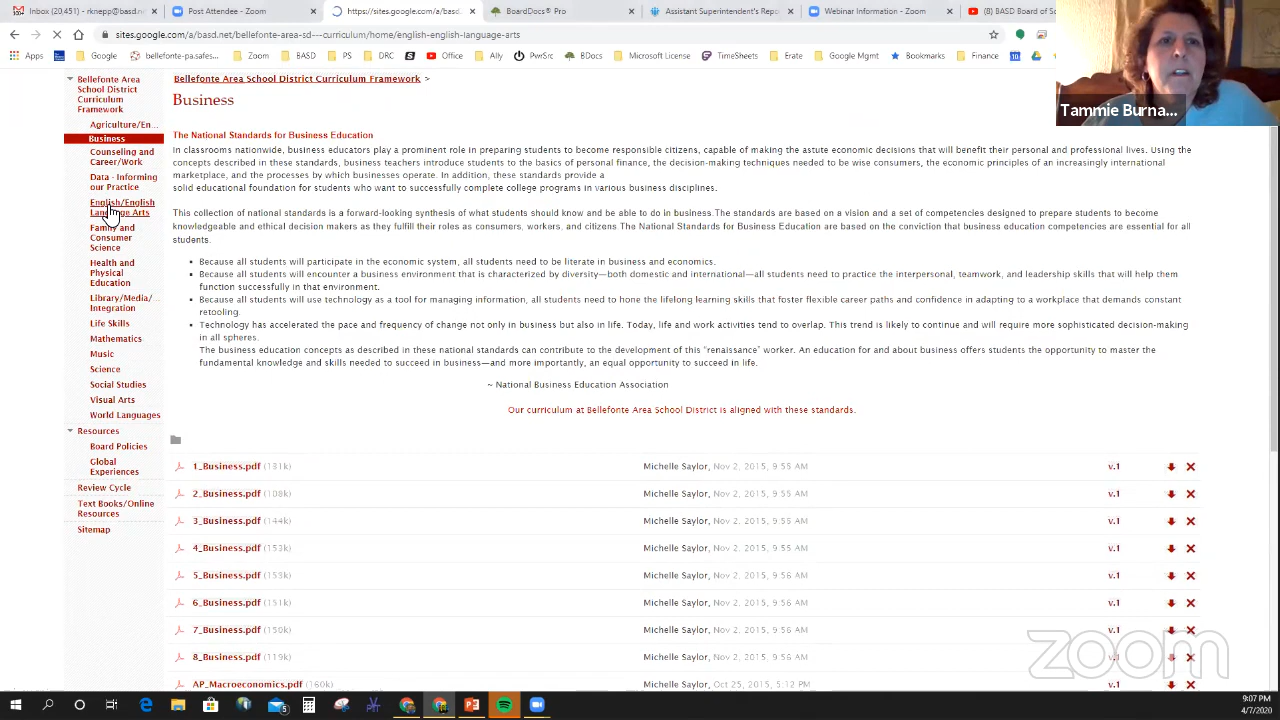 Inbox (20,451) - rknepp@basd.n
Post Attendee - Zoom
https://sites.google.com/a/basd.
BoardDocs® Pro
Assistant Superintendent's Report
Webinar Information - Zoom
(8) BASD Board of S
sites.google.com/a/basd.net/bellefonte-area-sd---curriculum/home/english-english-language-arts
Apps
Google
bellefonte-pa.safes...
Zoom
BASD
PS
DRC
SIS
Ally
PwrSc
BDocs
Microsoft License
TimeSheets
Erate
Google Mgmt
Bookmarks
Finance
Tammie Burna...
Bellefonte Area
School District
Curriculum
Framework
Agriculture/En...
Business
Counseling and
Career/Work
Data - Informing
our Practice
English/English
Language Arts
Family and
Consumer
Science
Health and
Physical
Education
Library/Media/...
Integration
Life Skills
Mathematics
Music
Science
Social Studies
Visual Arts
World Languages
Resources
Board Policies
Global
Experiences
Review Cycle
Text Books/Online
Resources
Sitemap
Bellefonte Area School District Curriculum Framework >
Business
The National Standards for Business Education
In classrooms nationwide, business educators play a prominent role in preparing students to become responsible citizens, capable of making the astute economic decisions that will benefit their personal and professional lives. Using the
concepts described in these standards, business teachers introduce students to the basics of personal finance, the decision-making techniques needed to be wise consumers, the economic principles of an increasingly international
marketplace, and the processes by which businesses operate. In addition, these standards provide a
solid educational foundation for students who want to successfully complete college programs in various business disciplines.
This collection of national standards is a forward-looking synthesis of what students should know and be able to do in business.The standards are based on a vision and a set of competencies designed to prepare students to become
knowledgeable and ethical decision makers as they fulfill their roles as consumers, workers, and citizens The National Standards for Business Education are based on the conviction that business education competencies are essential for all
students.
Because all students will participate in the economic system, all students need to be literate in business and economics.
Because all students will encounter a business environment that is characterized by diversity—both domestic and international—all students need to practice the interpersonal, teamwork, and leadership skills that will help them
function successfully in that environment.
Because all students will use technology as a tool for managing information, all students need to hone the lifelong learning skills that foster flexible career paths and confidence in adapting to a workplace that demands constant
retooling.
Technology has accelerated the pace and frequency of change not only in business but also in life. Today, life and work activities tend to overlap. This trend is likely to continue and will require more sophisticated decision-making
in all spheres.
The business education concepts as described in these national standards can contribute to the development of this "renaissance" worker. An education for and about business offers students the opportunity to master the
fundamental knowledge and skills needed to succeed in business—and more importantly, an equal opportunity to succeed in life.
~ National Business Education Association
Our curriculum at Bellefonte Area School District is aligned with these standards.
1_Business.pdf (131k) Michelle Saylor, Nov 2, 2015, 9:55 AM v.1
2_Business.pdf (108k) Michelle Saylor, Nov 2, 2015, 9:55 AM v.1
3_Business.pdf (144k) Michelle Saylor, Nov 2, 2015, 9:55 AM v.1
4_Business.pdf (153k) Michelle Saylor, Nov 2, 2015, 9:55 AM v.1
5_Business.pdf (153k) Michelle Saylor, Nov 2, 2015, 9:56 AM v.1
6_Business.pdf (151k) Michelle Saylor, Nov 2, 2015, 9:56 AM v.1
7_Business.pdf (150k) Michelle Saylor, Nov 2, 2015, 9:56 AM v.1
8_Business.pdf (119k) Michelle Saylor, Nov 2, 2015, 9:56 AM v.1
AP_Macroeconomics.pdf (160k) Michelle Saylor, Oct 25, 2015, 5:12 PM v.1
zoom
9:07 PM
4/7/2020